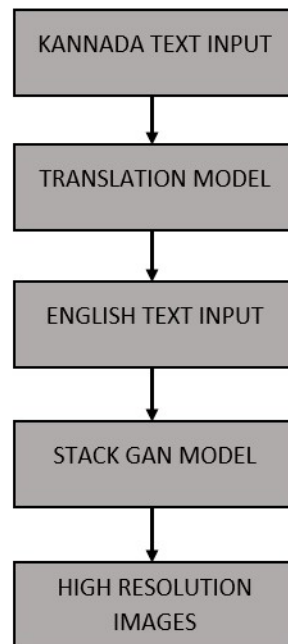 KANNADA TEXT INPUT
TRANSLATION MODEL
ENGLISH TEXT INPUT
STACK GAN MODEL
HIGH RESOLUTION
IMAGES